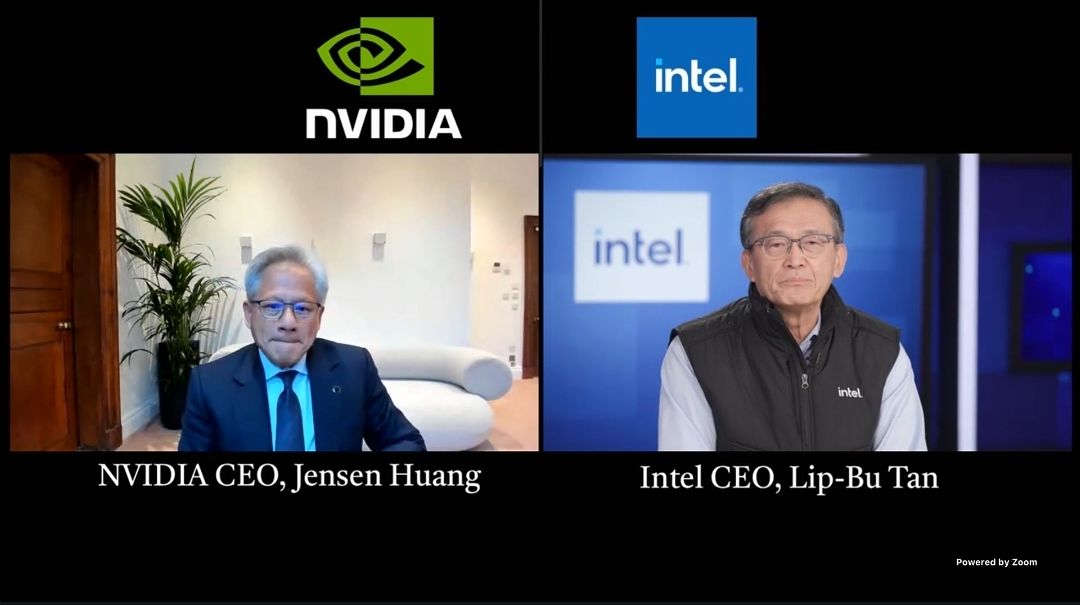 NVIDIA
intel.
intel.
intel.
NVIDIA CEO, Jensen Huang
Intel CEO, Lip-Bu Tan
Powered by Zoom